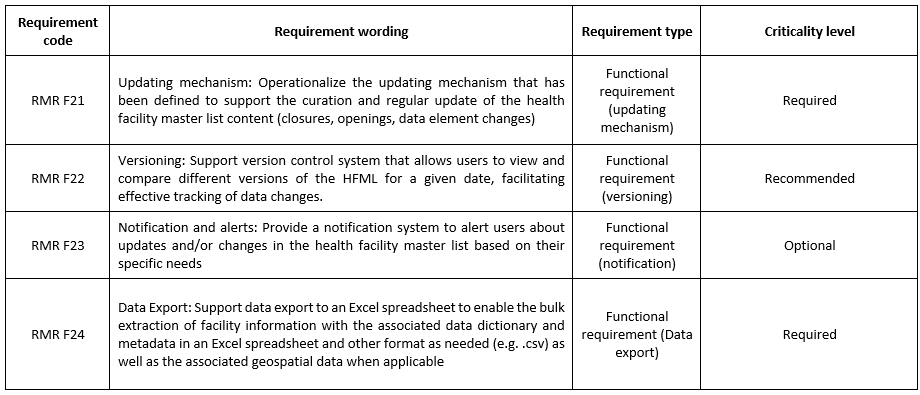 Requirement code
Requirement wording
Requirement type
Criticality level
RMR F21
Updating mechanism: Operationalize the updating mechanism that has
been defined to support the curation and regular update of the health
facility master list content (closures, openings, data element changes)
Functional
requirement
(updating
mechanism)
Required
RMR F22
Versioning: Support version control system that allows users to view and
compare different versions of the HFML for a given date, facilitating
effective tracking of data changes.
Functional
requirement
(versioning)
Recommended
RMR F23
Notification and alerts: Provide a notification system to alert users about
updates and/or changes in the health facility master list based on their
specific needs
Functional
requirement
(notification)
Optional
RMR F24
Data Export: Support data export to an Excel spreadsheet to enable the bulk
extraction of facility information with the associated data dictionary and
metadata in an Excel spreadsheet and other format as needed (e.g. .csv) as
well as the associated geospatial data when applicable
Functional
requirement (Data
export)
Required